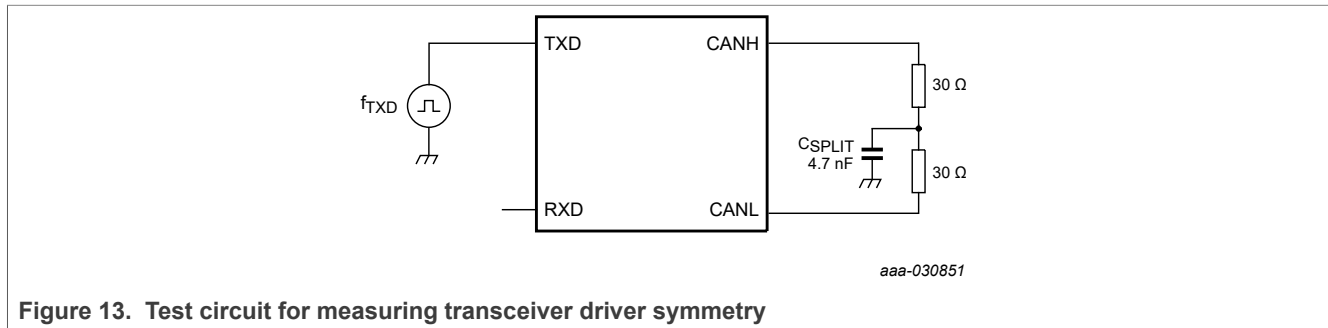 TXD
CANH
30 Ω
fTXD
CSPLIT
4.7 nF
30 Ω
RXD
CANL
aaa-030851
Figure 13. Test circuit for measuring transceiver driver symmetry